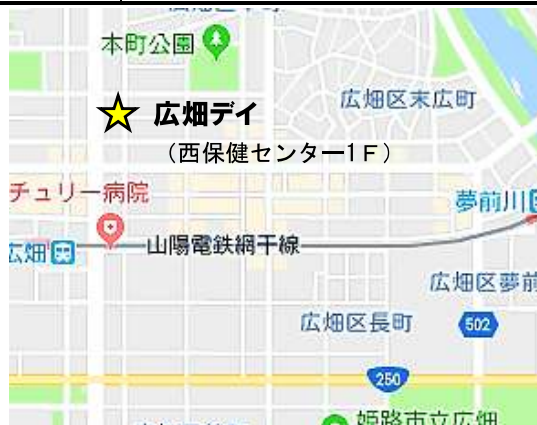 本町公園
広畑デイ
(西保健センター1F)
広畑区末広町
チュリー病院
夢前川
広畑
山陽電鉄網干線
広畑区夢前
広畑区長町
502
250
姫路市立広畑